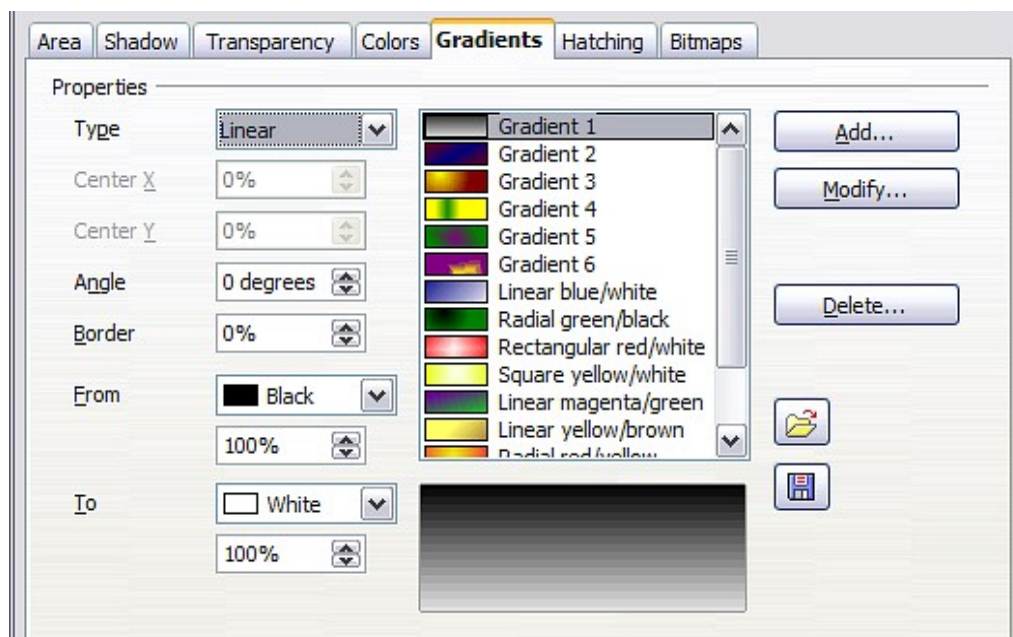 Area Shadow Transparency Colors Gradients Hatching Bitmaps
Properties
Type Linear
Center X 0%
Center Y 0%
Angle 0 degrees
Border 0%
From Black
100%
To White
100%
Gradient 1
Gradient 2
Gradient 3
Gradient 4
Gradient 5
Gradient 6
Linear blue/white
Radial green/black
Rectangular red/white
Square yellow/white
Linear magenta/green
Linear yellow/brown
Radial red/yellow
Add...
Modify...
Delete...